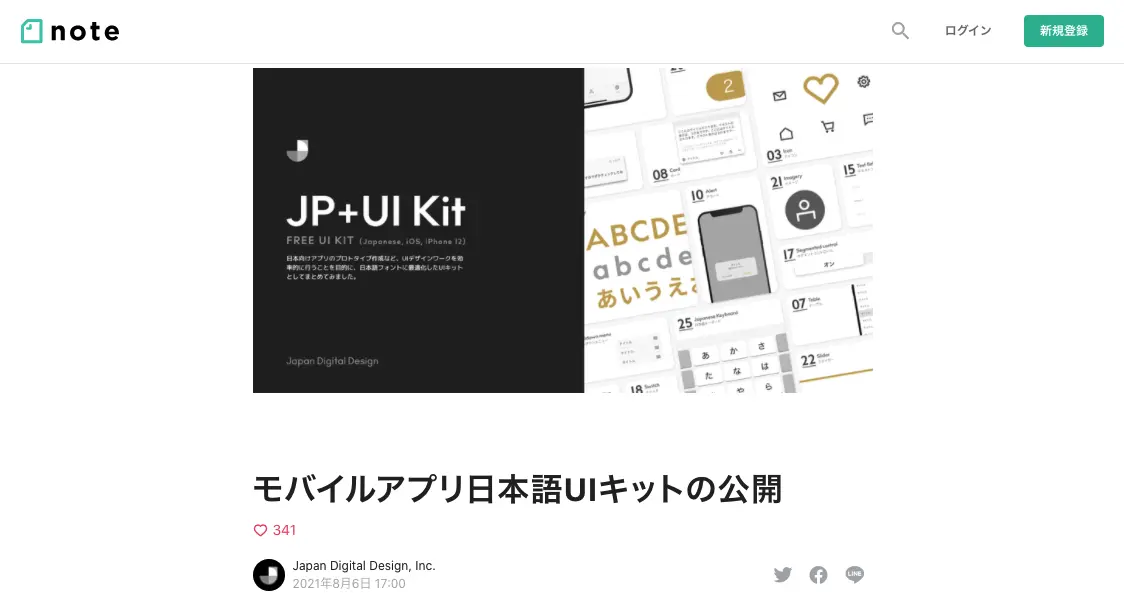 note
ログイン
新規登録
JP+UI Kit
FREE UI KIT (Japanese, iOS, iPhone 12)
日本向けアプリのプロトタイプ作成など、UIデザインワークを効
率的に行うことを目的に、日本語フォントに最適化したUIキット
としてまとめてみました。
Japan Digital Design
2
03 Icon
08 Card
10 Alert
21 Imagery
15
17 Segmented control
オン
ABCDE
abcde
あいうえ
07 Table
25 Japanese Keyboard
あ か さ
た な は
や ら
22 Slider
18 Switch
モバイルアプリ日本語UIキットの公開
341
Japan Digital Design, Inc.
2021年8月6日 17:00
LINE